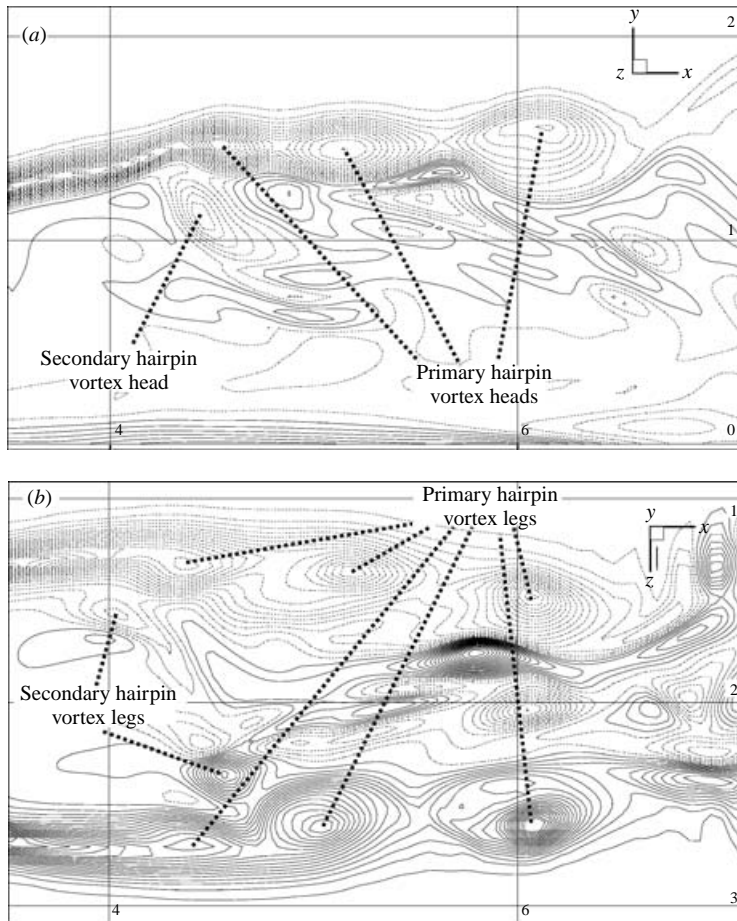 (a)
2
y
z
x
1
Secondary hairpin
vortex head
Primary hairpin
vortex heads
4
6
0
(b)
Primary hairpin
vortex legs
1
y
x
z
2
Secondary hairpin
vortex legs
4
6
3